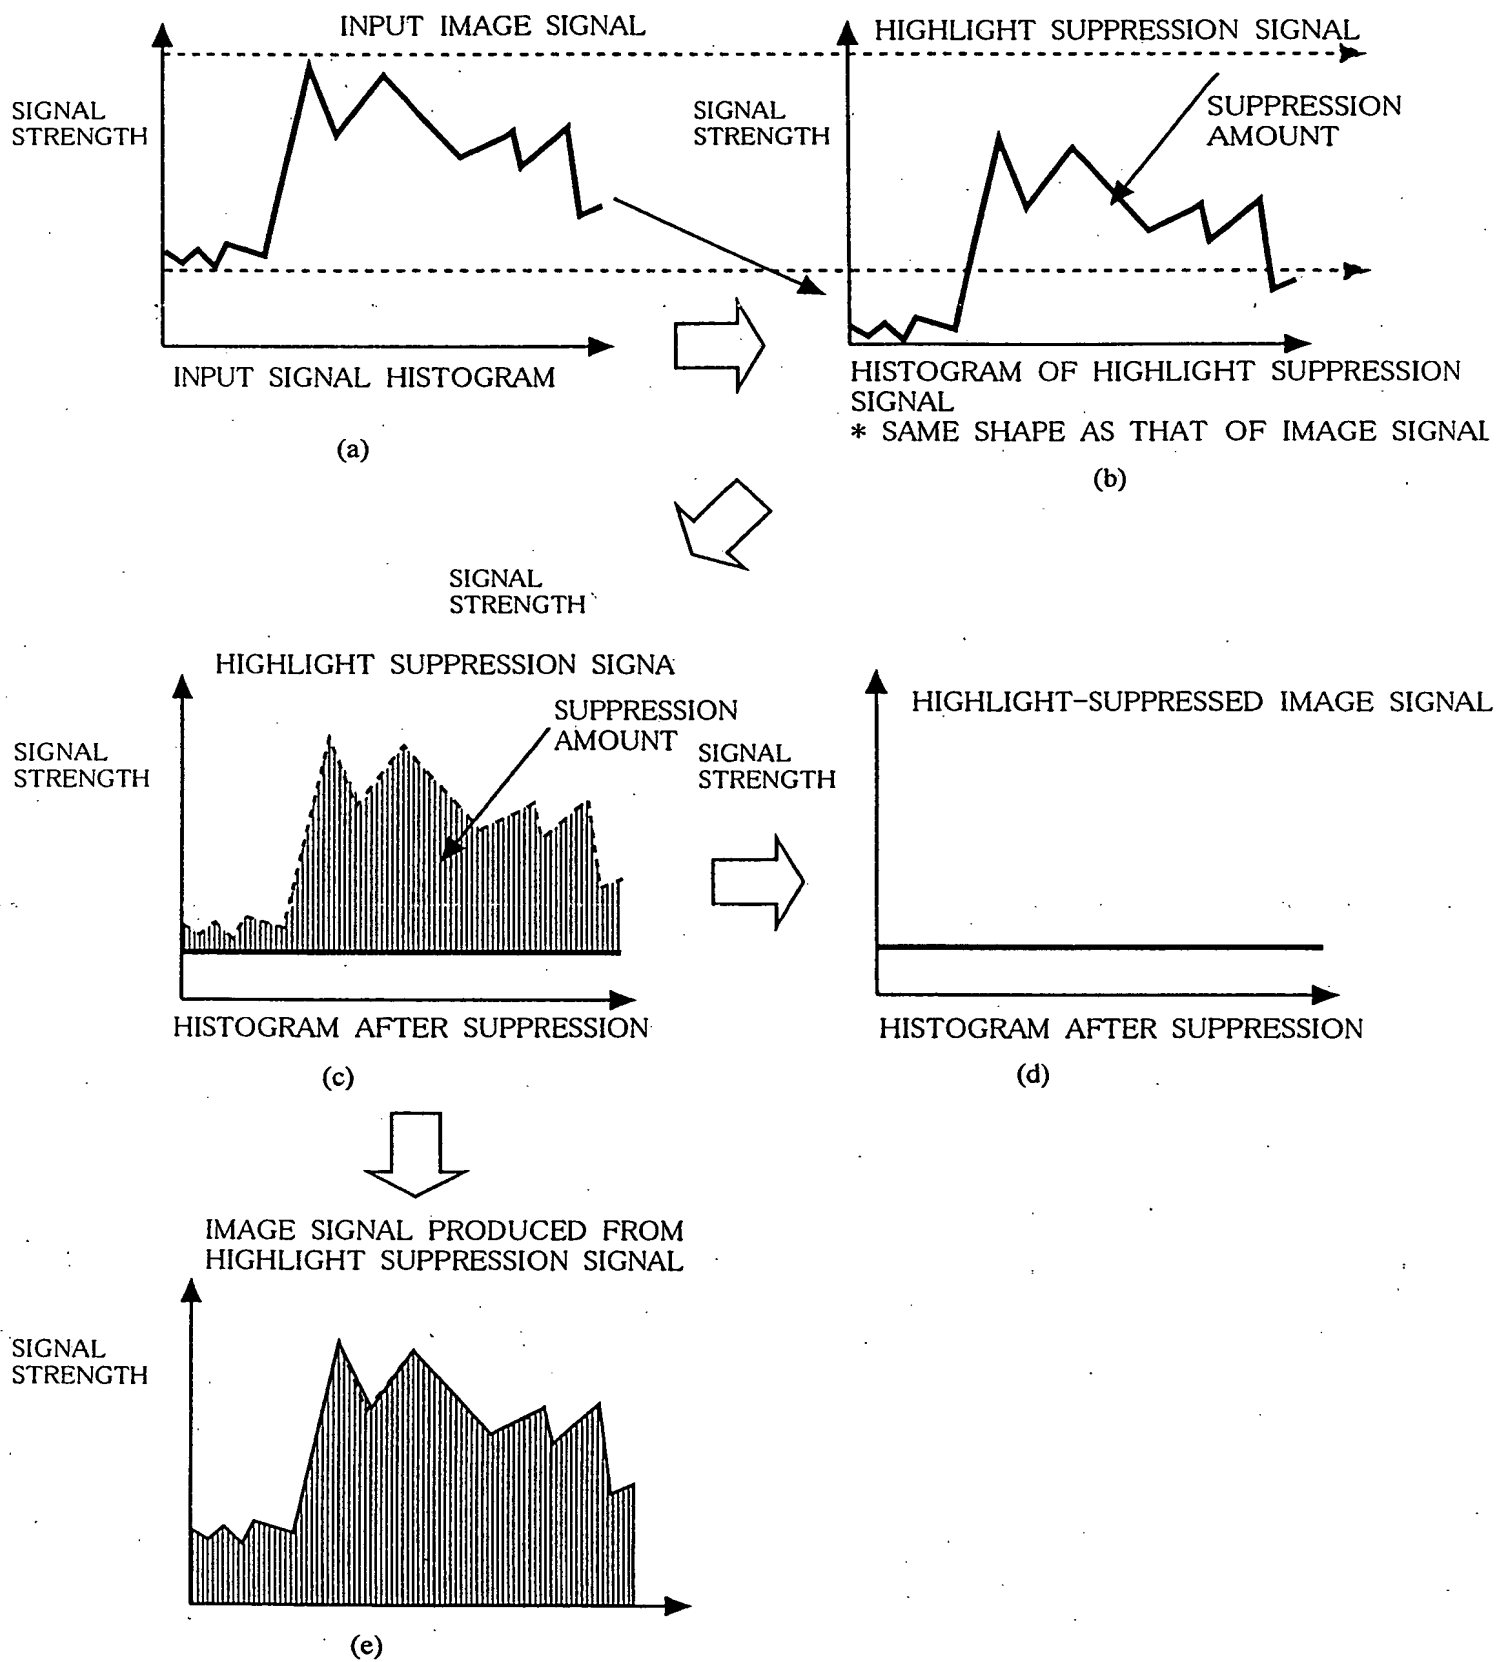 INPUT IMAGE SIGNAL
SIGNAL
STRENGTH
INPUT SIGNAL HISTOGRAM
(a)
HIGHLIGHT SUPPRESSION SIGNAL
SIGNAL
STRENGTH
SUPPRESSION
AMOUNT
HISTOGRAM OF HIGHLIGHT SUPPRESSION
SIGNAL
* SAME SHAPE AS THAT OF IMAGE SIGNAL
(b)
SIGNAL
STRENGTH
HIGHLIGHT SUPPRESSION SIGNA
SIGNAL
STRENGTH
SUPPRESSION
AMOUNT
HISTOGRAM AFTER SUPPRESSION
(c)
SIGNAL
STRENGTH
HIGHLIGHT-SUPPRESSED IMAGE SIGNAL
HISTOGRAM AFTER SUPPRESSION
(d)
IMAGE SIGNAL PRODUCED FROM
HIGHLIGHT SUPPRESSION SIGNAL
SIGNAL
STRENGTH
(e)